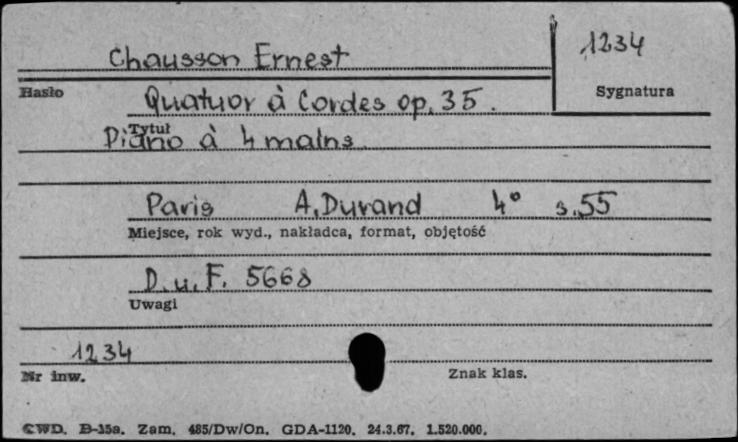 Chausson Ernest
1234
Hasło
Sygnatura
Quatuor à Cordes op. 35.
Tytuł
Piano à 4 mains
Paris A. Durand 4° s. 55
Miejsce, rok wyd., nakładca, format, objętość
D. u. F. 5668
Uwagi
1234
Nr inw.
Znak klas.
CWD. B-35a. Zam. 485/Dw/On. GDA-1120. 24.3.67. 1.520.000.